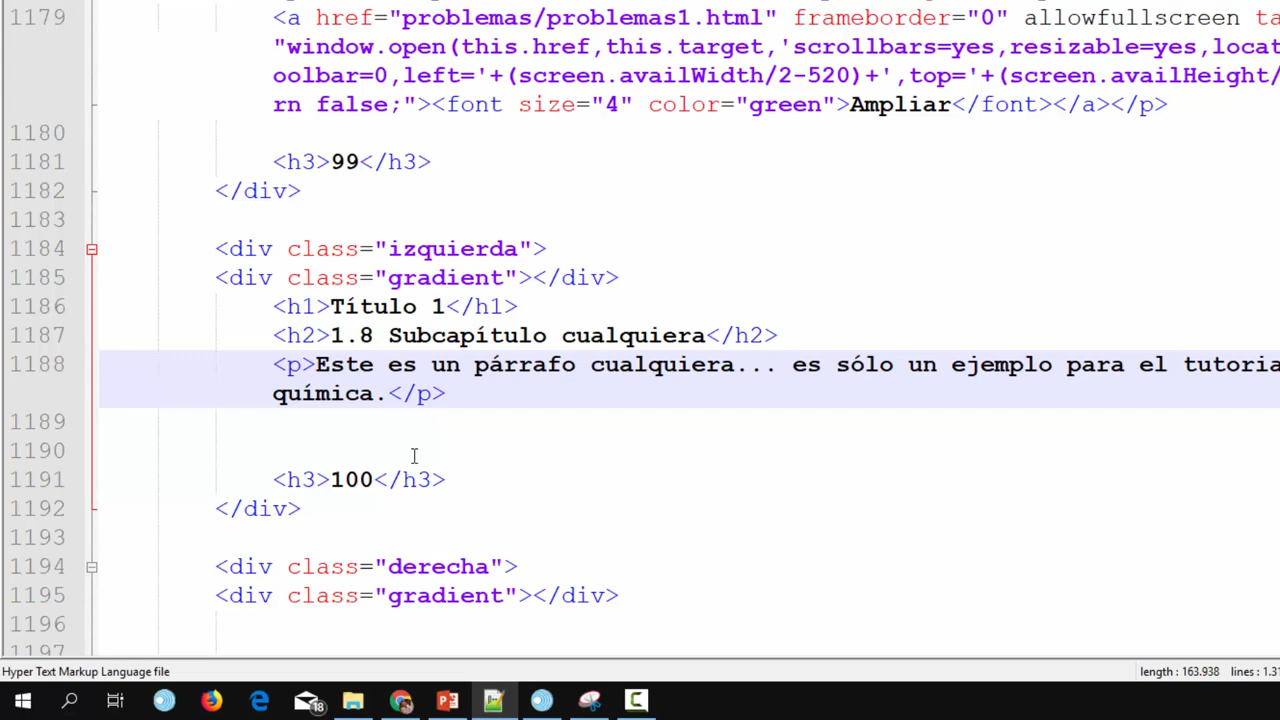 1179 <a href="problemas/problemas1.html" frameborder="0" allowfullscreen ta
"window.open(this.href,this.target,'scrollbars=yes,resizable=yes,locat
oolbar=0,left='+(screen.availWidth/2-520)+',top='+(screen.availHeight/
rn false;"><font size="4" color="green">Ampliar</font></a></p>
1180
1181 <h3>99</h3>
1182 </div>
1183
1184 <div class="izquierda">
1185 <div class="gradient"></div>
1186 <h1>Título 1</h1>
1187 <h2>1.8 Subcapítulo cualquiera</h2>
1188 <p>Este es un párrafo cualquiera... es sólo un ejemplo para el tutoria
química.</p>
1189
1190
1191 <h3>100</h3>
1192 </div>
1193
1194 <div class="derecha">
1195 <div class="gradient"></div>
1196
1197
Hyper Text Markup Language file length : 163.938 lines : 1.31
18